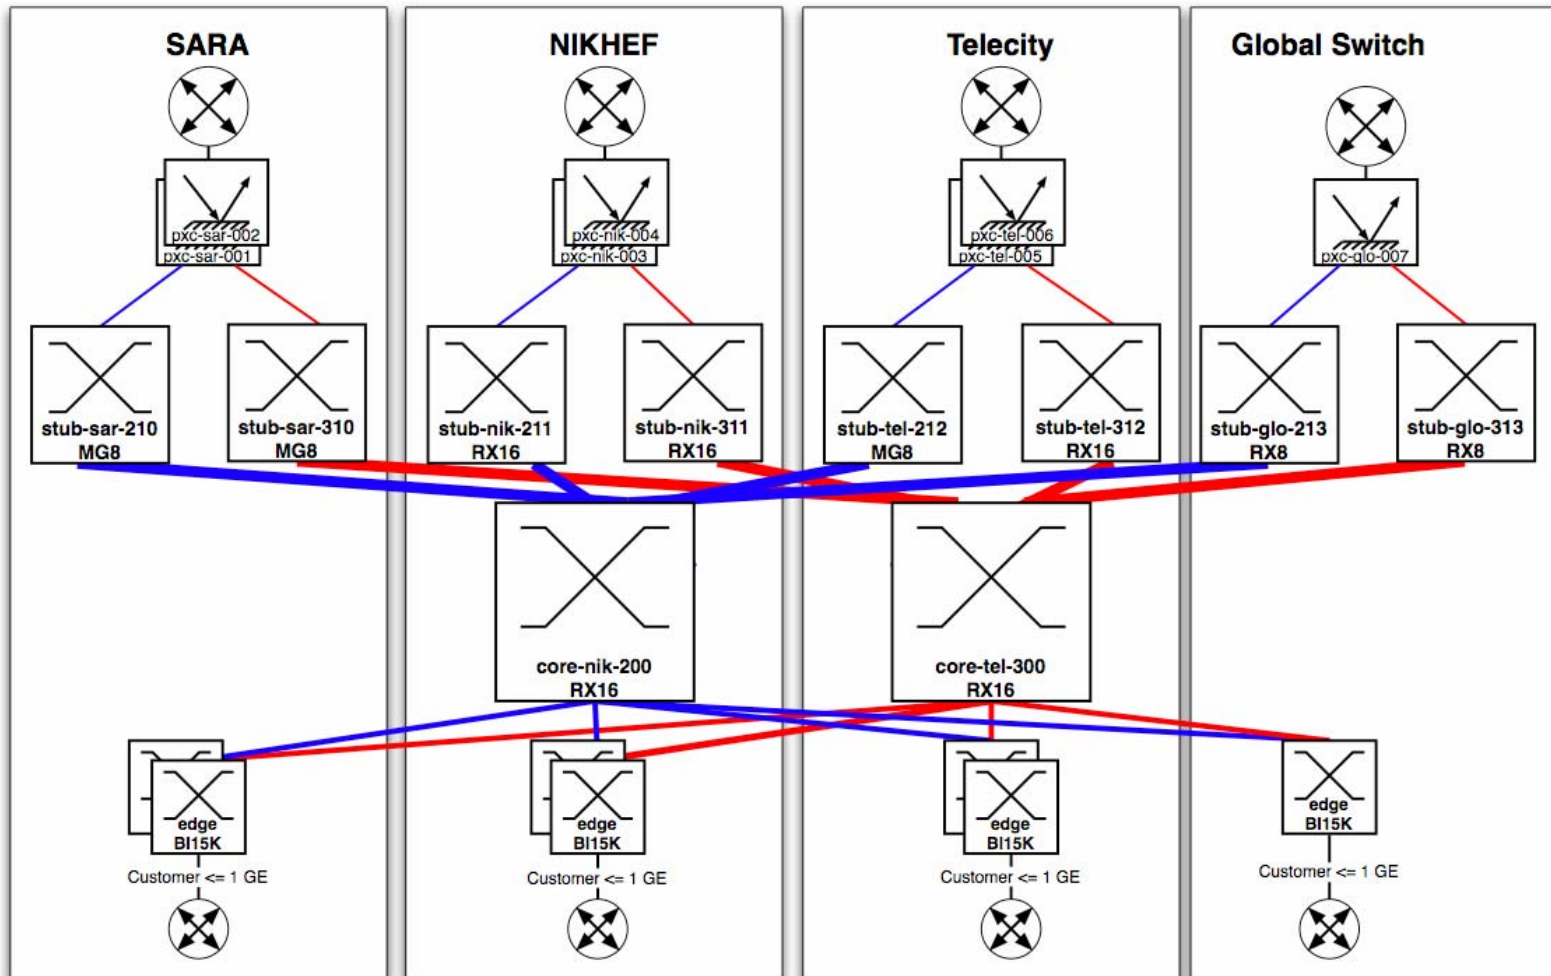 SARA
NIKHEF
Telecity
Global Switch
pxc-sar-002
pxc-sar-001
pxc-nik-004
pxc-nik-003
pxc-tel-006
pxc-tel-005
pxc-glo-007
stub-sar-210
MG8
stub-sar-310
MG8
stub-nik-211
RX16
stub-nik-311
RX16
stub-tel-212
MG8
stub-tel-312
RX16
stub-glo-213
RX8
stub-glo-313
RX8
core-nik-200
RX16
core-tel-300
RX16
edge
BI15K
Customer <= 1 GE
edge
BI15K
Customer <= 1 GE
edge
BI15K
Customer <= 1 GE
edge
BI15K
Customer <= 1 GE